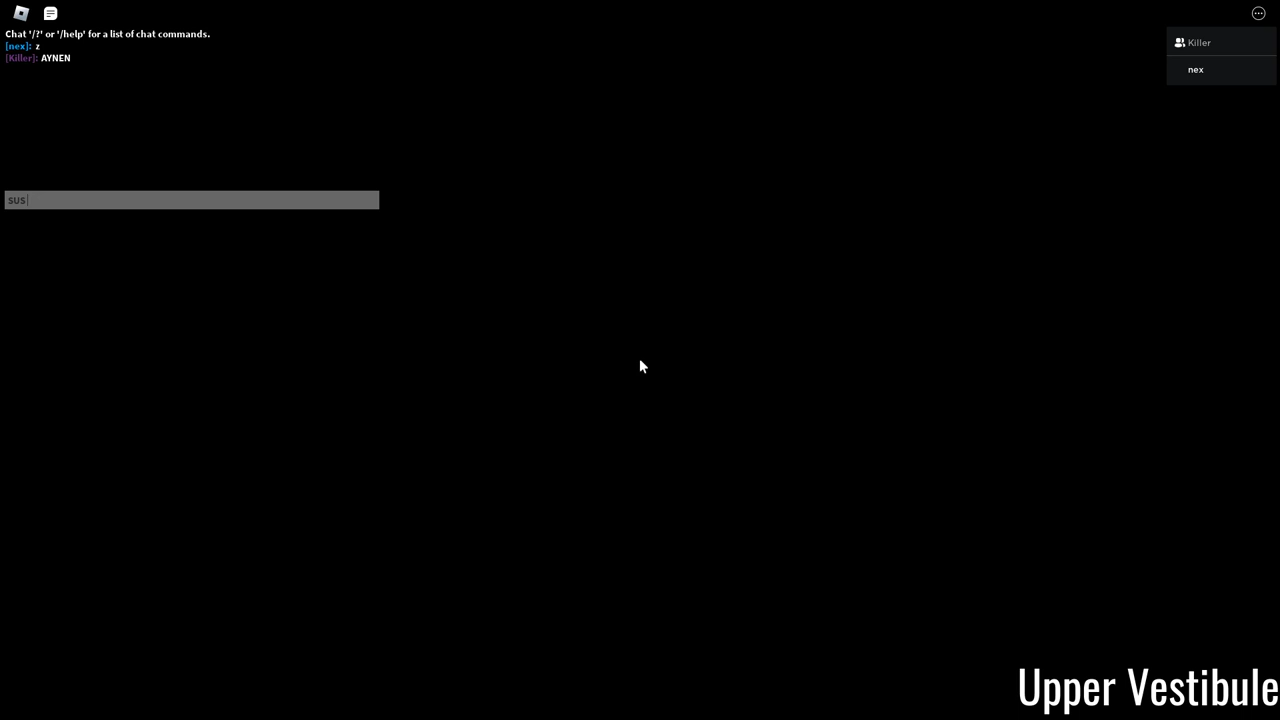 Chat '/?' or '/help' for a list of chat commands.
[nex]: z
[Killer]: AYNEN
Killer
nex
sus
Upper Vestibule